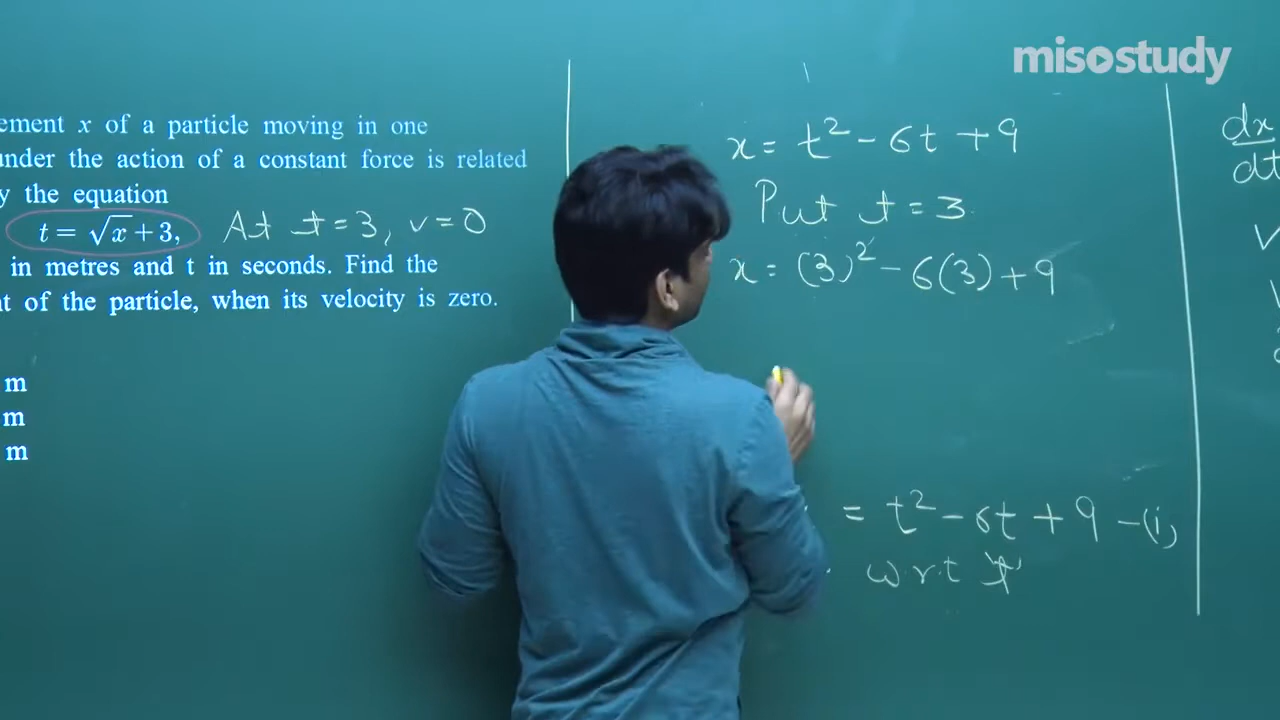 misostudy
ement x of a particle moving in one
under the action of a constant force is related
y the equation
t = √x + 3, At t = 3, v = 0
in metres and t in seconds. Find the
t of the particle, when its velocity is zero.
m
m
m
x = t² - 6t + 9
Put t = 3
x = (3)² - 6(3) + 9
= t² - 6t + 9 - (i)
wrt t
dx
dt